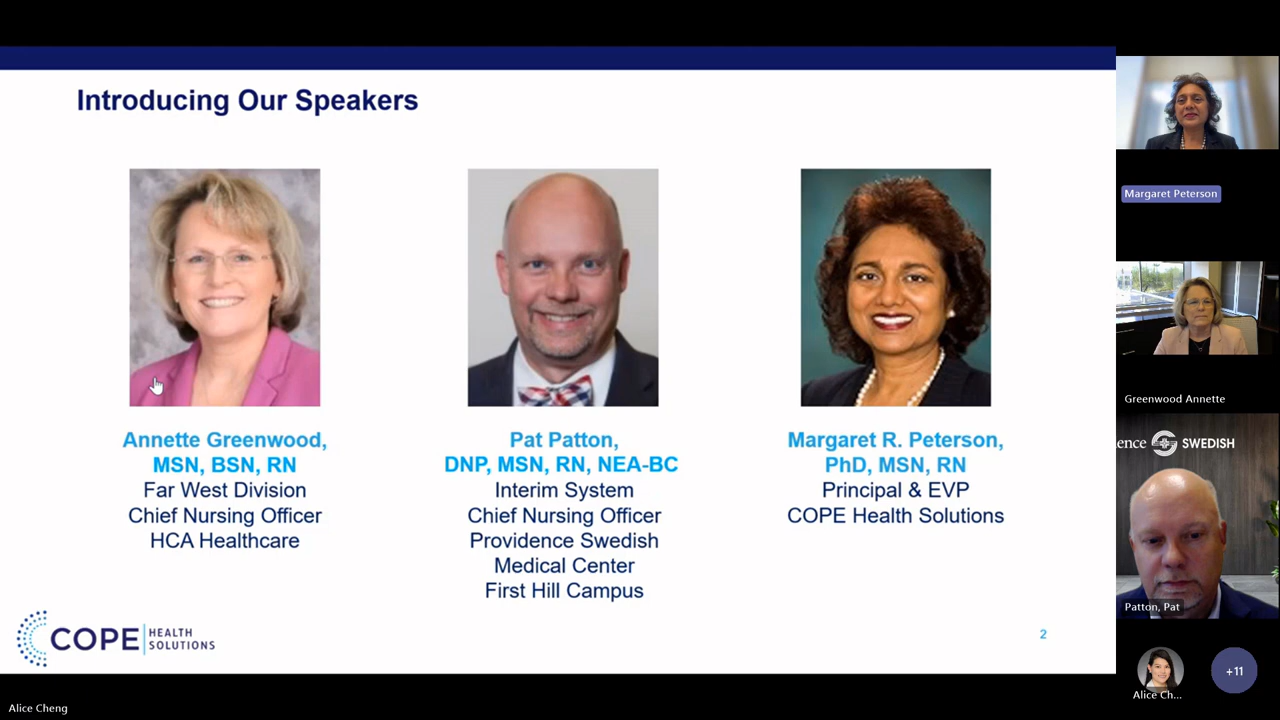 Introducing Our Speakers
Annette Greenwood,
MSN, BSN, RN
Far West Division
Chief Nursing Officer
HCA Healthcare
Pat Patton,
DNP, MSN, RN, NEA-BC
Interim System
Chief Nursing Officer
Providence Swedish
Medical Center
First Hill Campus
Margaret R. Peterson,
PhD, MSN, RN
Principal & EVP
COPE Health Solutions
COPE HEALTH
SOLUTIONS
2
Alice Cheng
Margaret Peterson
Greenwood Annette
ence SWEDISH
Patton, Pat
Alice Ch...
+11